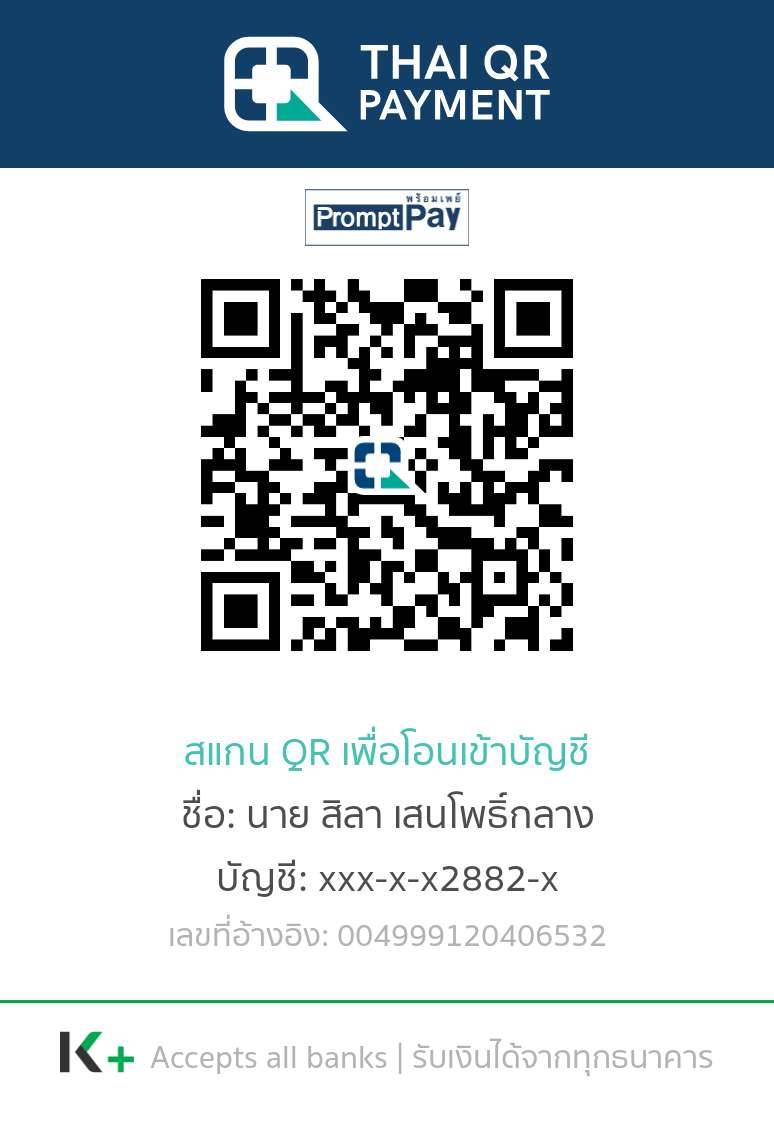 THAI QR
PAYMENT
พร้อมเพย์
PromptPay
สแกน QR เพื่อโอนเข้าบัญชี
ชื่อ: นาย สิลา เสนโพธิ์กลาง
บัญชี: xxx-x-x2882-x
เลขที่อ้างอิง: 004999120406532
K+ Accepts all banks | รับเงินได้จากทุกธนาคาร